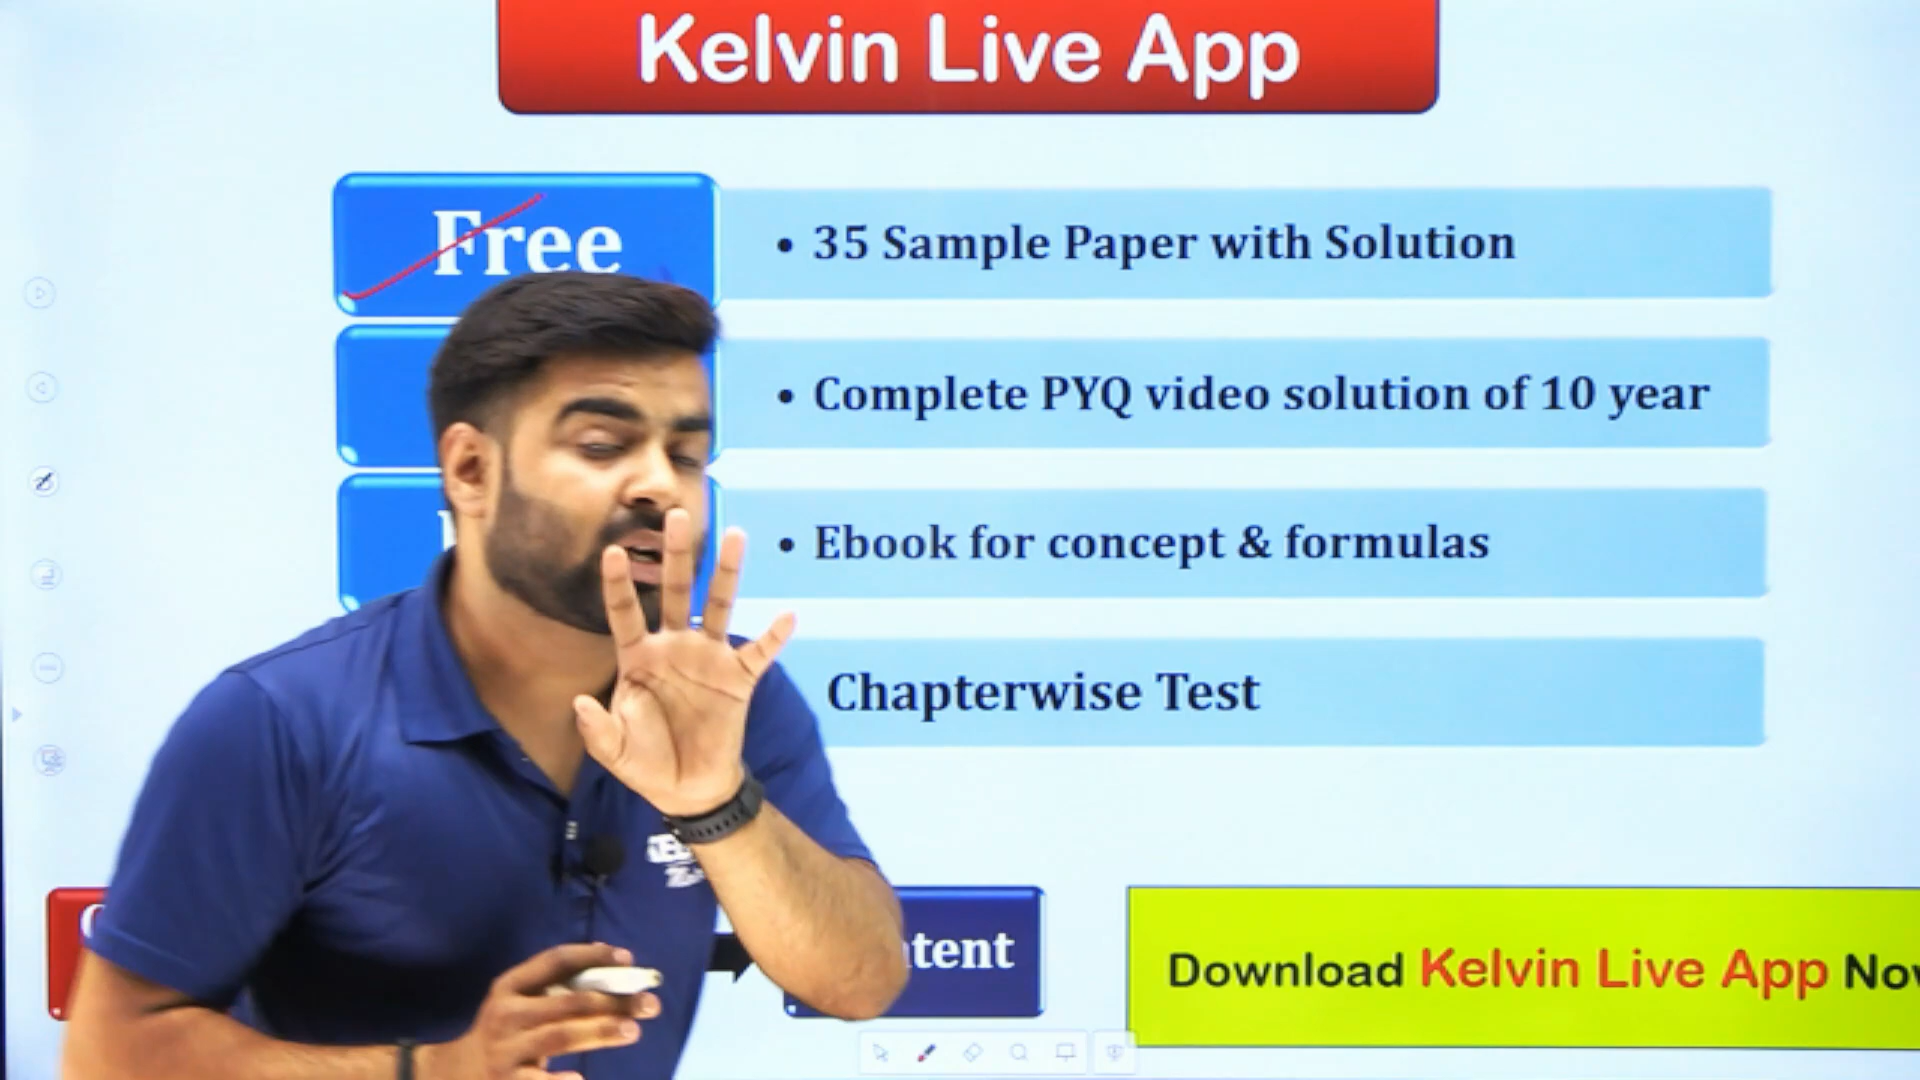 Kelvin Live App
Free
• 35 Sample Paper with Solution
• Complete PYQ video solution of 10 year
• Ebook for concept & formulas
Chapterwise Test
Download Kelvin Live App